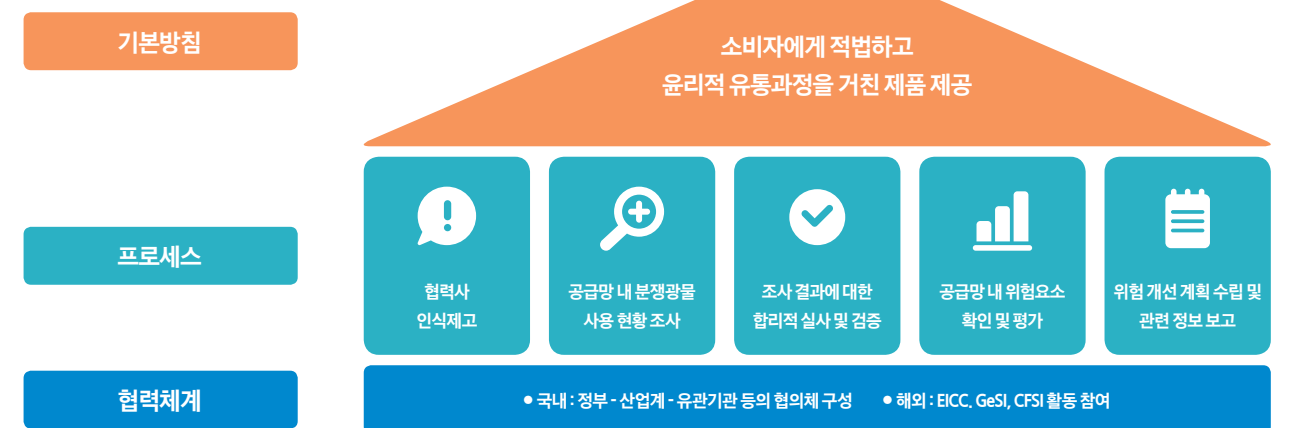 기본방침
소비자에게 적법하고
윤리적 유통과정을 거친 제품 제공
프로세스
협력사
인식제고
공급망 내 분쟁광물
사용 현황 조사
조사 결과에 대한
합리적 실사 및 검증
공급망 내 위험요소
확인 및 평가
위험 개선 계획 수립 및
관련 정보 보고
협력체계
● 국내 : 정부 - 산업계 - 유관기관 등의 협의체 구성 ● 해외 : EICC, GeSI, CFSI 활동 참여